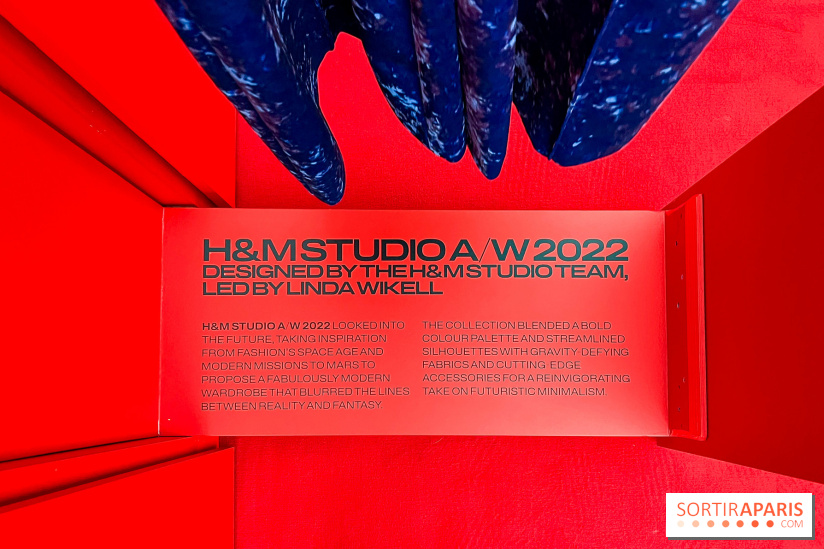 H&M STUDIO A/W 2022
DESIGNED BY THE H&M STUDIO TEAM,
LED BY LINDA WIKELL
H&M STUDIO A/W 2022 LOOKED INTO
THE FUTURE, TAKING INSPIRATION
FROM FASHION'S SPACE AGE AND
MODERN MISSIONS TO MARS TO
PROPOSE A FABULOUSLY MODERN
WARDROBE THAT BLURRED THE LINES
BETWEEN REALITY AND FANTASY.
THE COLLECTION BLENDED A BOLD
COLOUR PALETTE AND STREAMLINED
SILHOUETTES WITH GRAVITY-DEFYING
FABRICS AND CUTTING-EDGE
ACCESSORIES FOR A REINVIGORATING
TAKE ON FUTURISTIC MINIMALISM.
SORTIRAPARIS
.COM